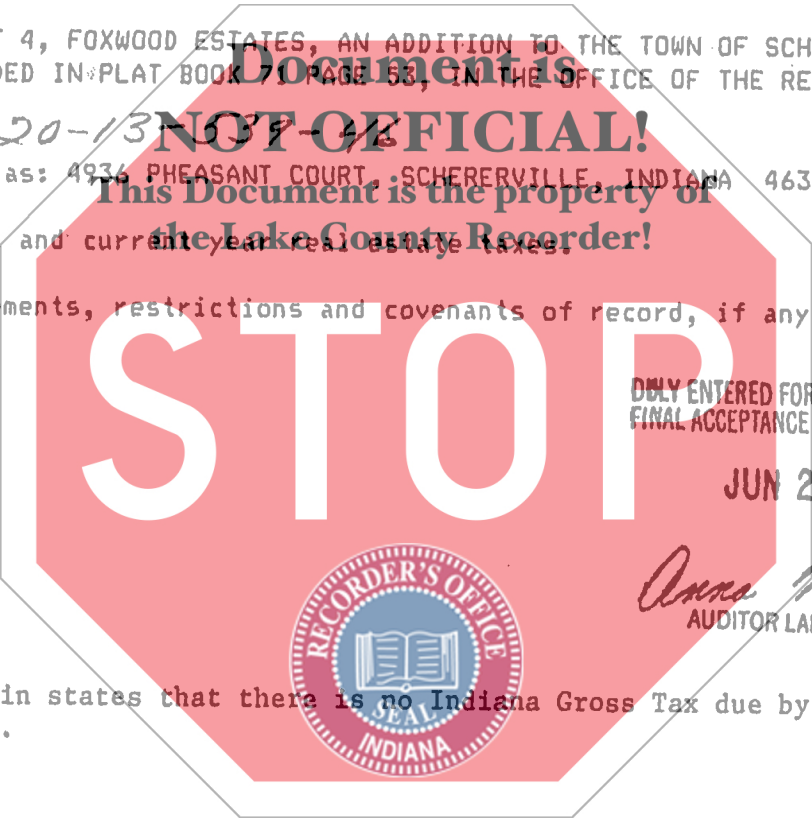 4, FOXWOOD ESTATES, AN ADDITION TO THE TOWN OF SCH
DED IN PLAT BOOK 71 PAGE 53, IN THE OFFICE OF THE RE
Document is
NOT OFFICIAL!
20-13-539-
as: 4936 PHEASANT COURT, SCHERERVILLE, INDIANA 463
This Document is the property of
the Lake County Recorder!
and current year real estate taxes.
ments, restrictions and covenants of record, if any
STOP
DULY ENTERED FOR
FINAL ACCEPTANCE
JUN 2
Anna
AUDITOR LA
RECORDER'S OFFICE
SEAL
INDIANA
in states that there is no Indiana Gross Tax due by